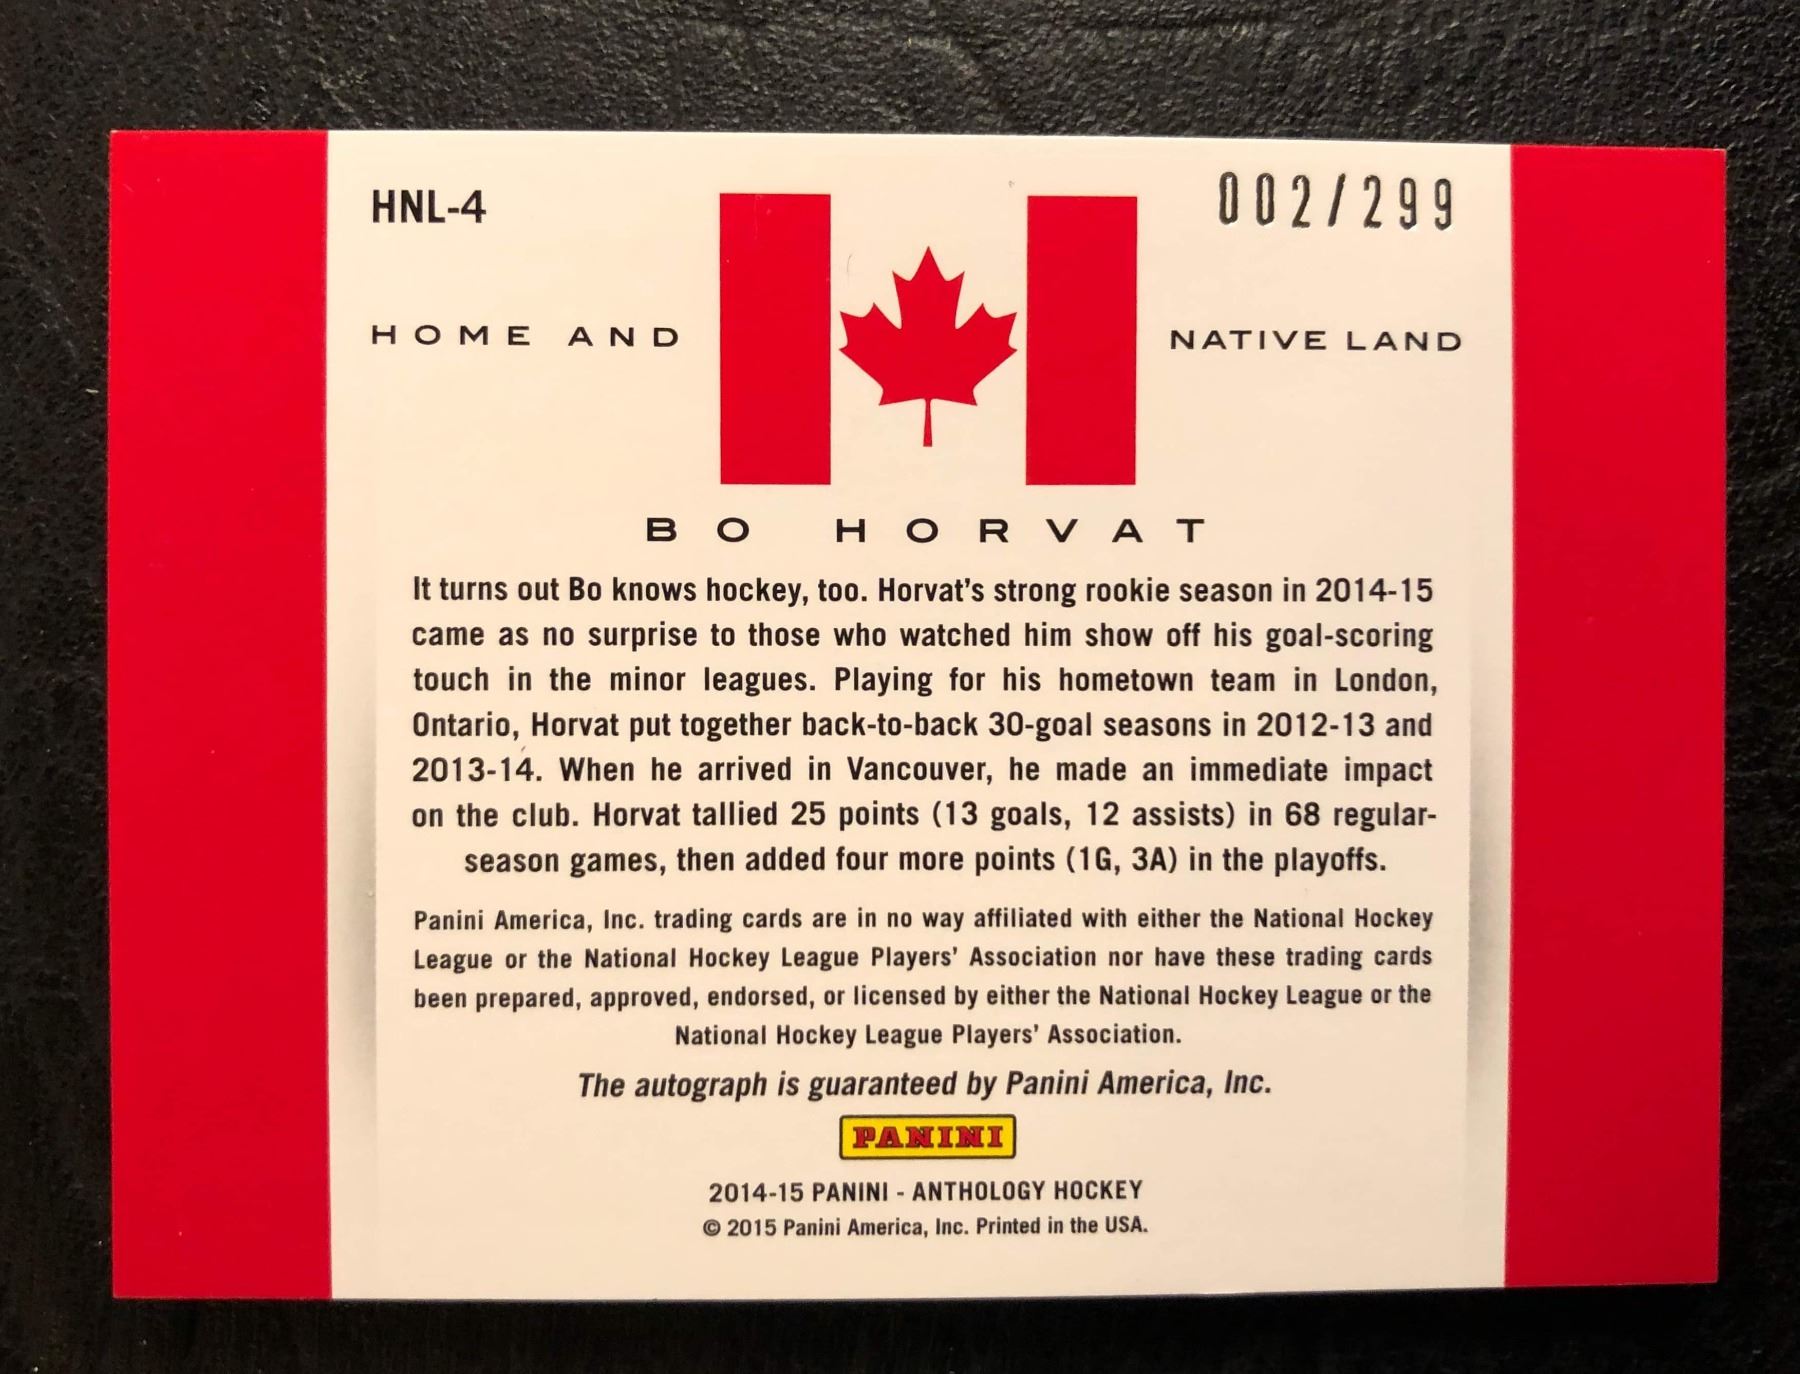 HNL-4
002/299
HOME AND
NATIVE LAND
BO HORVAT
It turns out Bo knows hockey, too. Horvat's strong rookie season in 2014-15
came as no surprise to those who watched him show off his goal-scoring
touch in the minor leagues. Playing for his hometown team in London,
Ontario, Horvat put together back-to-back 30-goal seasons in 2012-13 and
2013-14. When he arrived in Vancouver, he made an immediate impact
on the club. Horvat tallied 25 points (13 goals, 12 assists) in 68 regular-
season games, then added four more points (1G, 3A) in the playoffs.
Panini America, Inc. trading cards are in no way affiliated with either the National Hockey
League or the National Hockey League Players' Association nor have these trading cards
been prepared, approved, endorsed, or licensed by either the National Hockey League or the
National Hockey League Players' Association.
The autograph is guaranteed by Panini America, Inc.
PANINI
2014-15 PANINI - ANTHOLOGY HOCKEY
© 2015 Panini America, Inc. Printed in the USA.